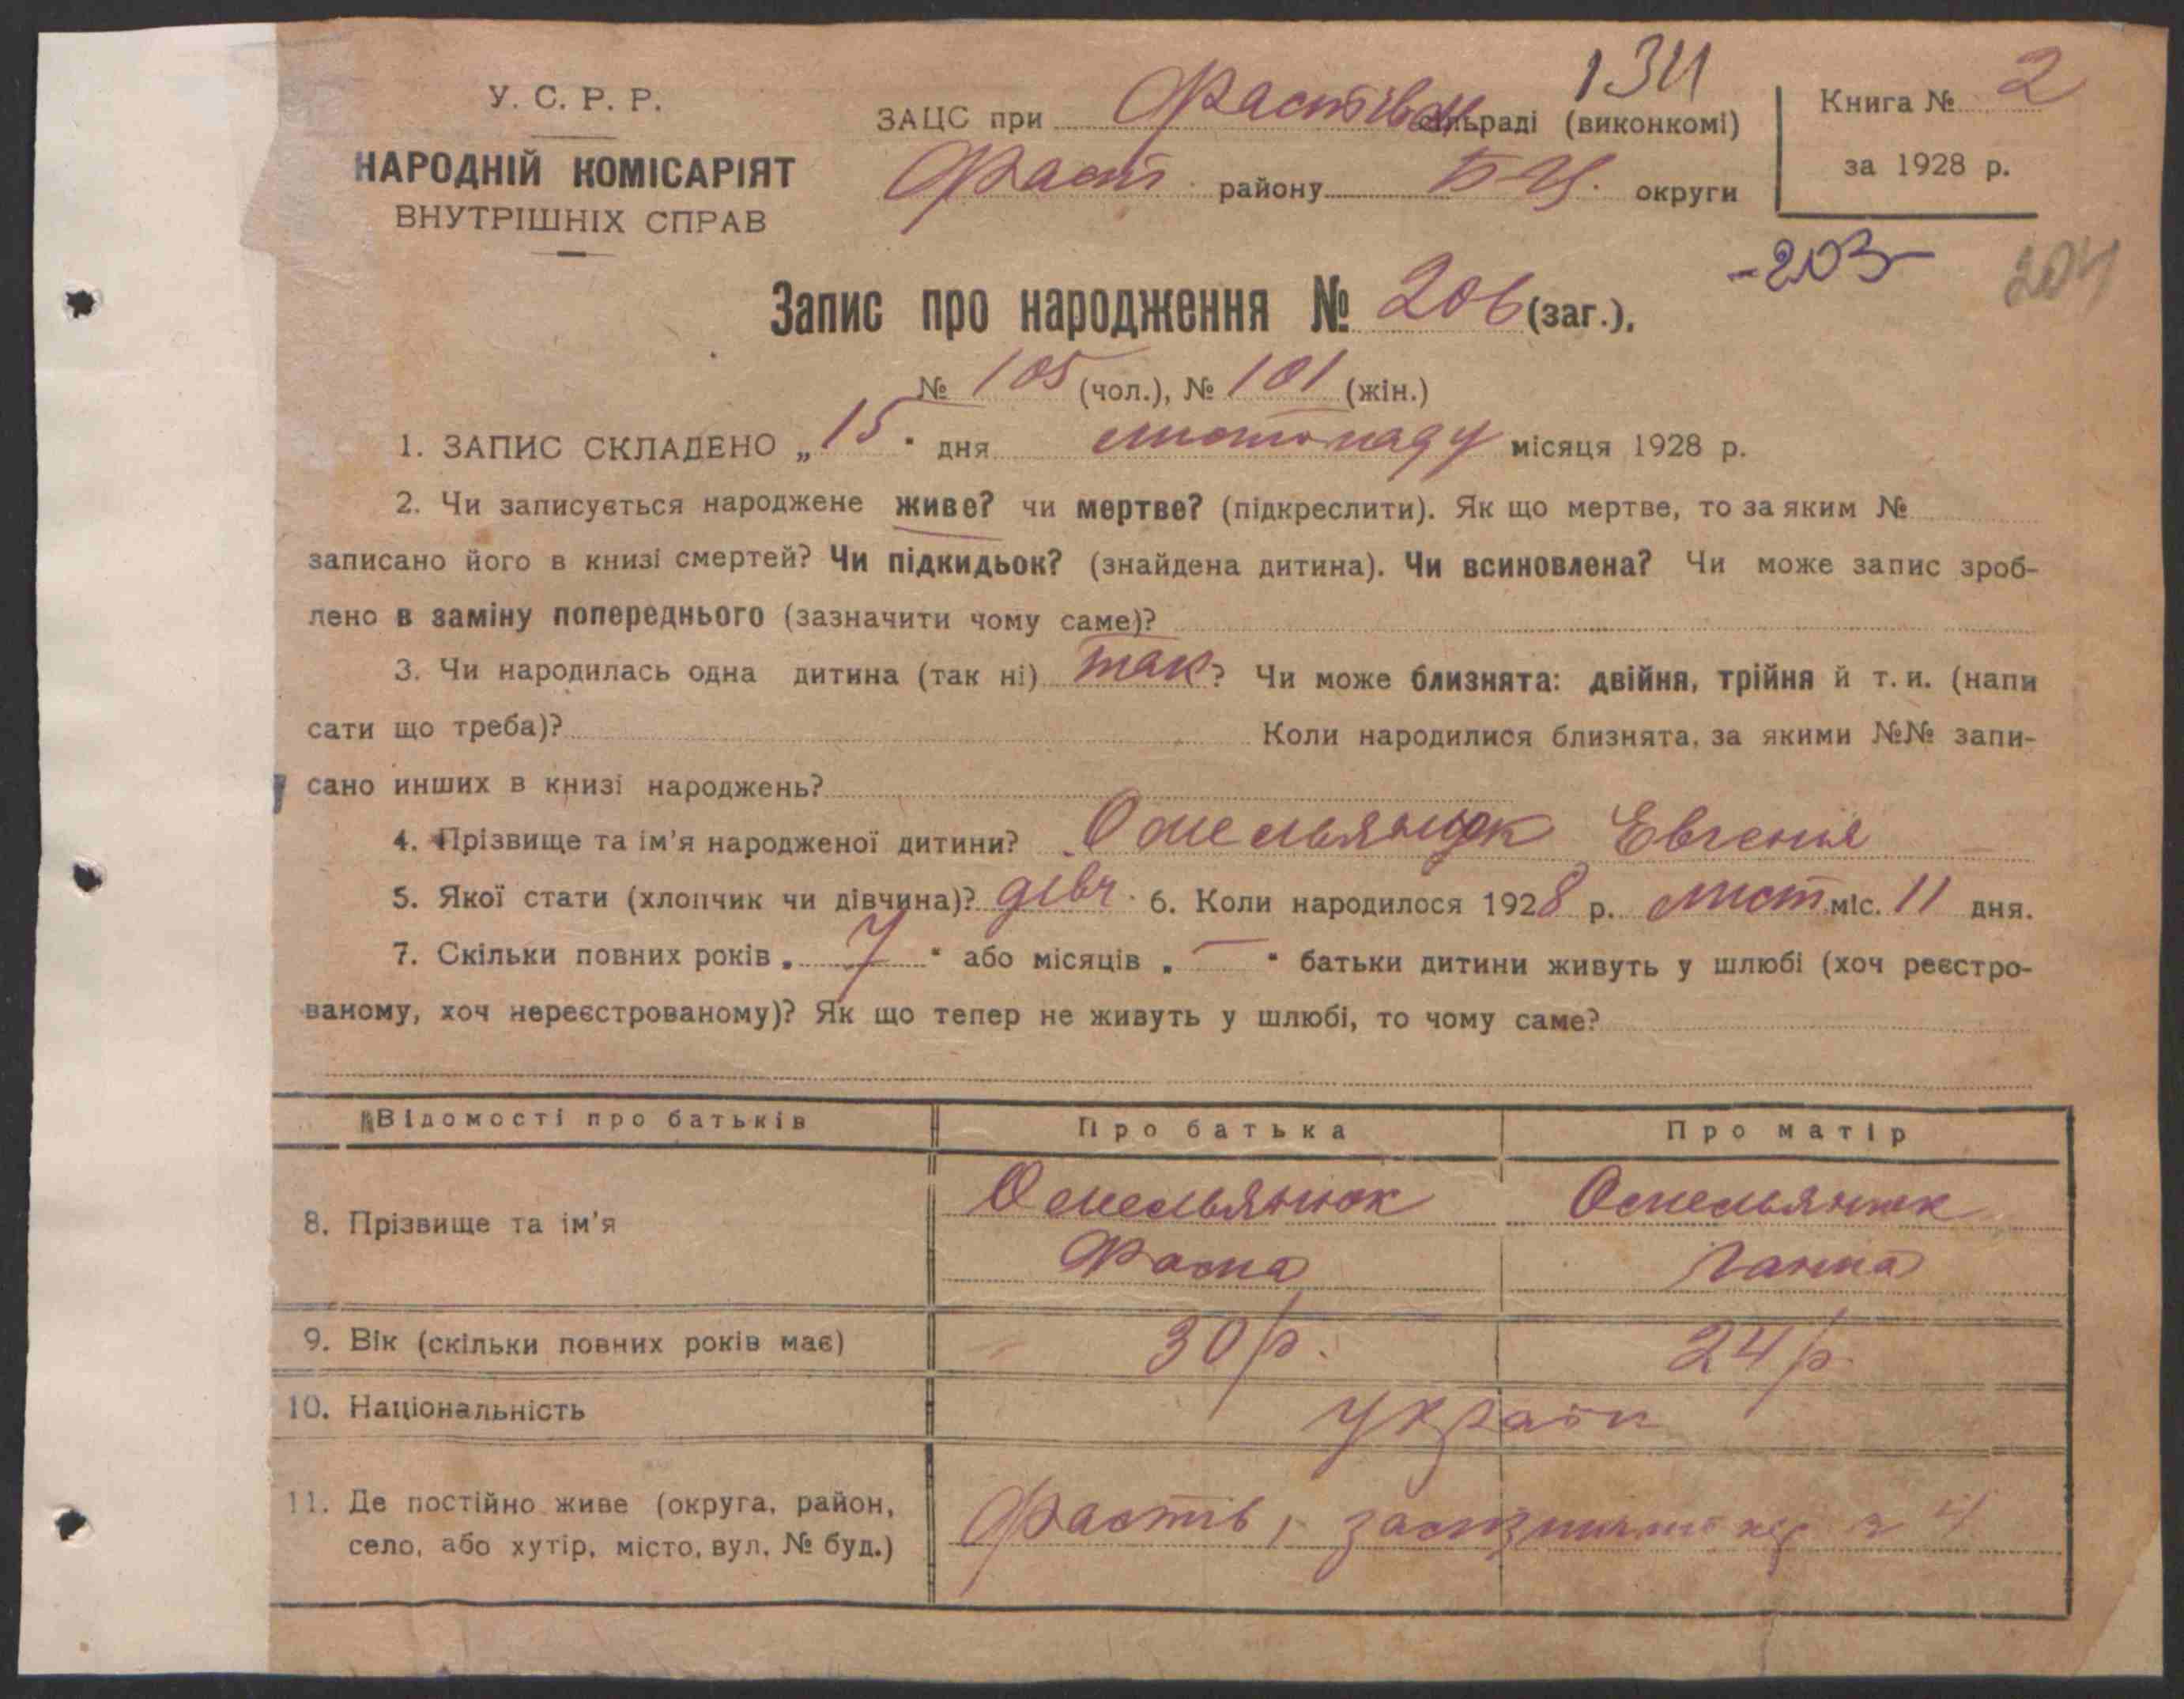 У. С. Р. Р.
НАРОДНІЙ КОМІСАРІЯТ
ВНУТРІШНІХ СПРАВ
134
ЗАЦС при Фастівськ сільраді (виконкомі)
Фаст. району Б-Ц. округи
Книга № 2
за 1928 р.
-203-
204
Запис про народження № 206 (заг.),
№ 105 (чол.), № 101 (жін.)
1. ЗАПИС СКЛАДЕНО „15" дня листопаду місяця 1928 р.
2. Чи записується народжене живе? чи мертве? (підкреслити). Як що мертве, то за яким №
записано його в книзі смертей? Чи підкидьок? (знайдена дитина). Чи всиновлена? Чи може запис зроб-
лено в заміну попереднього (зазначити чому саме)?
3. Чи народилась одна дитина (так ні) так? Чи може близнята: двійня, трійня й т. и. (напи
сати що треба)? Коли народилися близнята, за якими №№ запи-
сано инших в книзі народжень?
4. Прізвище та ім'я народженої дитини? Омельянюк Евгенія
5. Якої стати (хлопчик чи дівчина)? дівч. 6. Коли народилося 1928 р. лист. міс. 11 дня.
7. Скільки повних років „ 7 " або місяців „ — " батьки дитини живуть у шлюбі (хоч реєстро-
ваному, хоч нереєстрованому)? Як що тепер не живуть у шлюбі, то чому саме?
Відомості про батьків
Про батька
Про матір
8. Прізвище та ім'я
Омельянюк
Омельянюк
Фома
Ганна
9. Вік (скільки повних років має)
30 р.
24 р.
10. Національність
Україн
11. Де постійно живе (округа, район,
село, або хутір, місто, вул. № буд.)
Фастів,